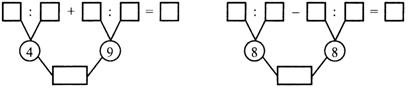 □ : □ + □ : □ = □
□ : □ − □ : □ = □
4 9
8 8